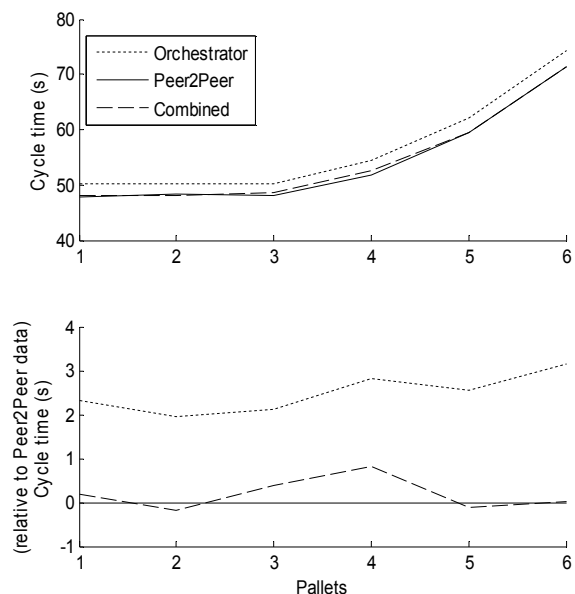 80
70
60
50
40
Cycle time (s)
Orchestrator
Peer2Peer
Combined
1 2 3 4 5 6
4
3
2
1
0
-1
(relative to Peer2Peer data)
Cycle time (s)
1 2 3 4 5 6
Pallets